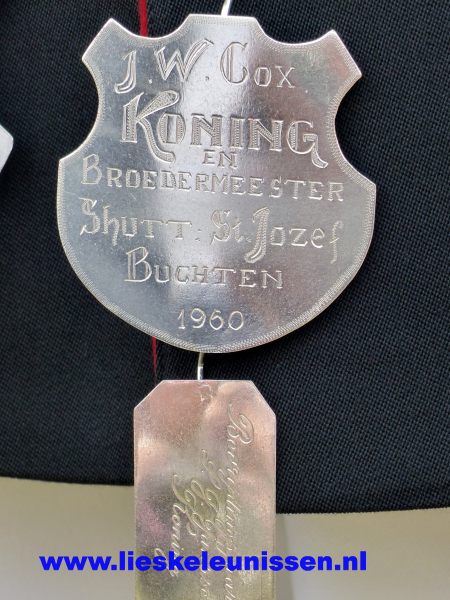 J. W. Cox.
KONING
EN
BROEDERMEESTER
Shutt: St. Jozef
BUCHTEN
1960
www.lieskeleunissen.nl